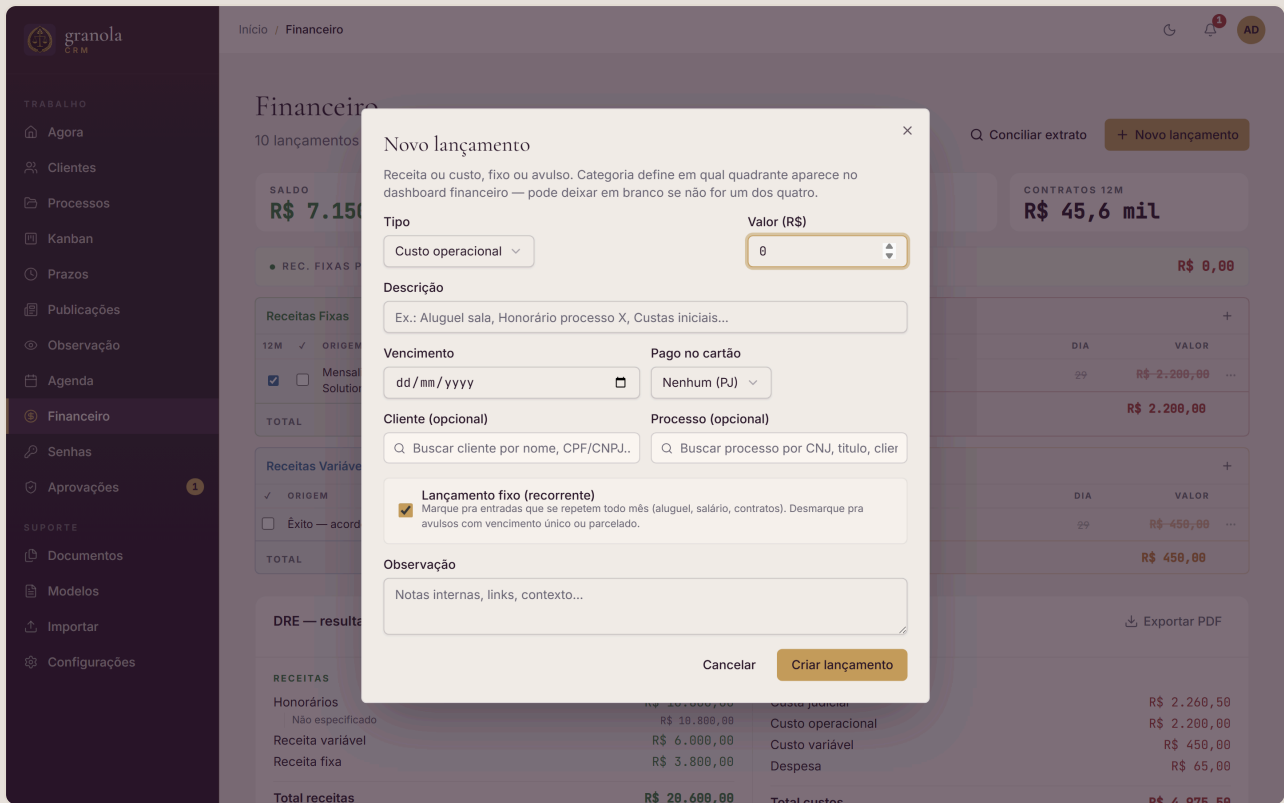 granola
CRM
Início / Financeiro
1
AD
TRABALHO
Agora
Clientes
Processos
Kanban
Prazos
Publicações
Observação
Agenda
Financeiro
Senhas
Aprovações 1
SUPORTE
Documentos
Modelos
Importar
Configurações
Financeiro
10 lançamentos
Conciliar extrato
+ Novo lançamento
SALDO
R$ 7.150
CONTRATOS 12M
R$ 45,6 mil
REC. FIXAS
R$ 0,00
Receitas Fixas +
12M ✓ ORIGEM DIA VALOR
Mensal
Solution
29 R$ 2.200,00 ...
TOTAL R$ 2.200,00
Receitas Variáve +
✓ ORIGEM DIA VALOR
Êxito — acord 29 R$ 450,00 ...
TOTAL R$ 450,00
DRE — resulta
Exportar PDF
RECEITAS
Honorários
Não especificado R$ 10.800,00
Receita variável R$ 6.000,00
Receita fixa R$ 3.800,00
Total receitas R$ 20.600,00
Custa judicial R$ 2.260,50
Custo operacional R$ 2.200,00
Custo variável R$ 450,00
Despesa R$ 65,00
Total custos R$ 4.975,50
Novo lançamento
Receita ou custo, fixo ou avulso. Categoria define em qual quadrante aparece no
dashboard financeiro — pode deixar em branco se não for um dos quatro.
Tipo
Custo operacional
Valor (R$)
0
Descrição
Ex.: Aluguel sala, Honorário processo X, Custas iniciais...
Vencimento
dd/mm/yyyy
Pago no cartão
Nenhum (PJ)
Cliente (opcional)
Buscar cliente por nome, CPF/CNPJ..
Processo (opcional)
Buscar processo por CNJ, titulo, clier
Lançamento fixo (recorrente)
Marque pra entradas que se repetem todo mês (aluguel, salário, contratos). Desmarque pra
avulsos com vencimento único ou parcelado.
Observação
Notas internas, links, contexto...
Cancelar
Criar lançamento